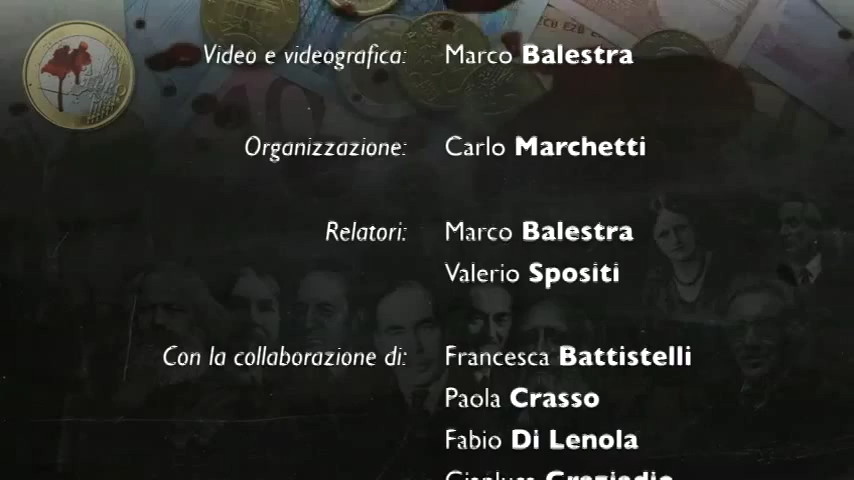 Video e videografica: Marco Balestra
Organizzazione: Carlo Marchetti
Relatori: Marco Balestra
Valerio Spositi
Con la collaborazione di: Francesca Battistelli
Paola Crasso
Fabio Di Lenola